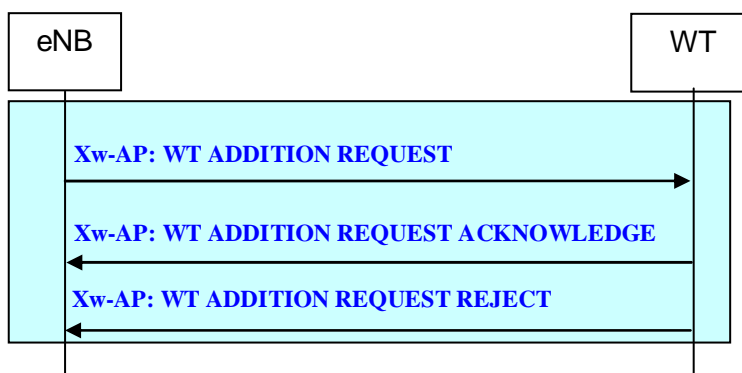 eNB
WT
Xw-AP: WT ADDITION REQUEST
Xw-AP: WT ADDITION REQUEST ACKNOWLEDGE
Xw-AP: WT ADDITION REQUEST REJECT